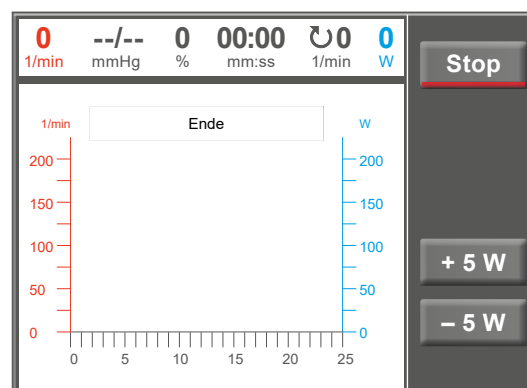 0 --/-- 0 00:00 ↻0 0
1/min mmHg % mm:ss 1/min W
Stop
1/min Ende W
200 200
150 150
100 100
+ 5 W
50 50
– 5 W
0 0
0 5 10 15 20 25